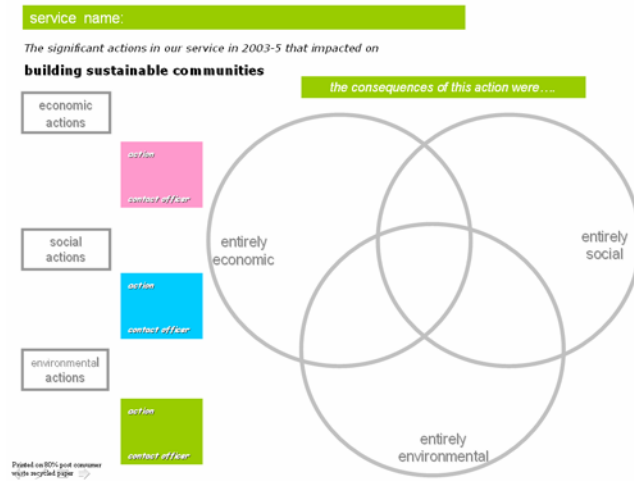 service name:
The significant actions in our service in 2003-5 that impacted on
building sustainable communities
the consequences of this action were....
economic
actions
action
contact officer
social
actions
action
contact officer
environmental
actions
action
contact officer
entirely
economic
entirely
social
entirely
environmental
Printed on 80% post consumer
waste recycled paper